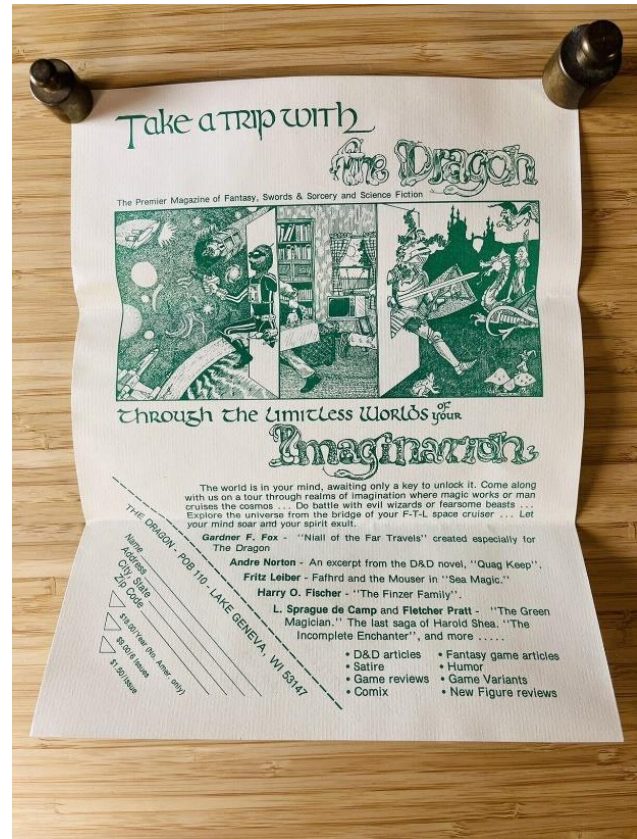 Take a trip with
The Dragon
The Premier Magazine of Fantasy, Swords & Sorcery and Science Fiction
through the limitless Worlds of your
Imagination
The world is in your mind, awaiting only a key to unlock it. Come along
with us on a tour through realms of imagination where magic works or man
cruises the cosmos ... Do battle with evil wizards or fearsome beasts ...
Explore the universe from the bridge of your F-T-L space cruiser ... Let
your mind soar and your spirit exult.
Gardner F. Fox - "Niall of the Far Travels" created especially for
The Dragon
Andre Norton - An excerpt from the D&D novel, "Quag Keep".
Fritz Leiber - Fafhrd and the Mouser in "Sea Magic."
Harry O. Fischer - "The Finzer Family".
L. Sprague de Camp and Fletcher Pratt - "The Green
Magician." The last saga of Harold Shea. "The
Incomplete Enchanter", and more .....
• D&D articles
• Satire
• Game reviews
• Comix
• Fantasy game articles
• Humor
• Game Variants
• New Figure reviews
THE DRAGON - POB 110 - LAKE GENEVA, WI 53147
Name
Address
City, State
Zip Code
$18.00/Year (No. Amer. only)
$9.00/6 Issues
$1.50/Issue